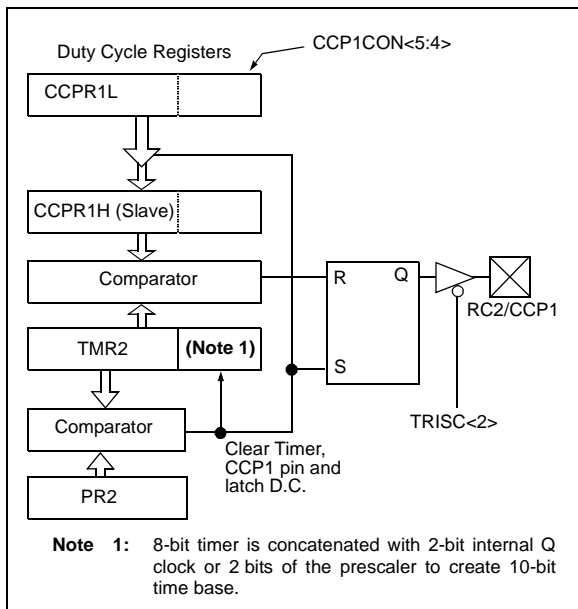 Duty Cycle Registers
CCP1CON<5:4>
CCPR1L
CCPR1H (Slave)
Comparator
R
Q
RC2/CCP1
TMR2
(Note 1)
S
TRISC<2>
Comparator
Clear Timer,
CCP1 pin and
latch D.C.
PR2
Note 1: 8-bit timer is concatenated with 2-bit internal Q
clock or 2 bits of the prescaler to create 10-bit
time base.